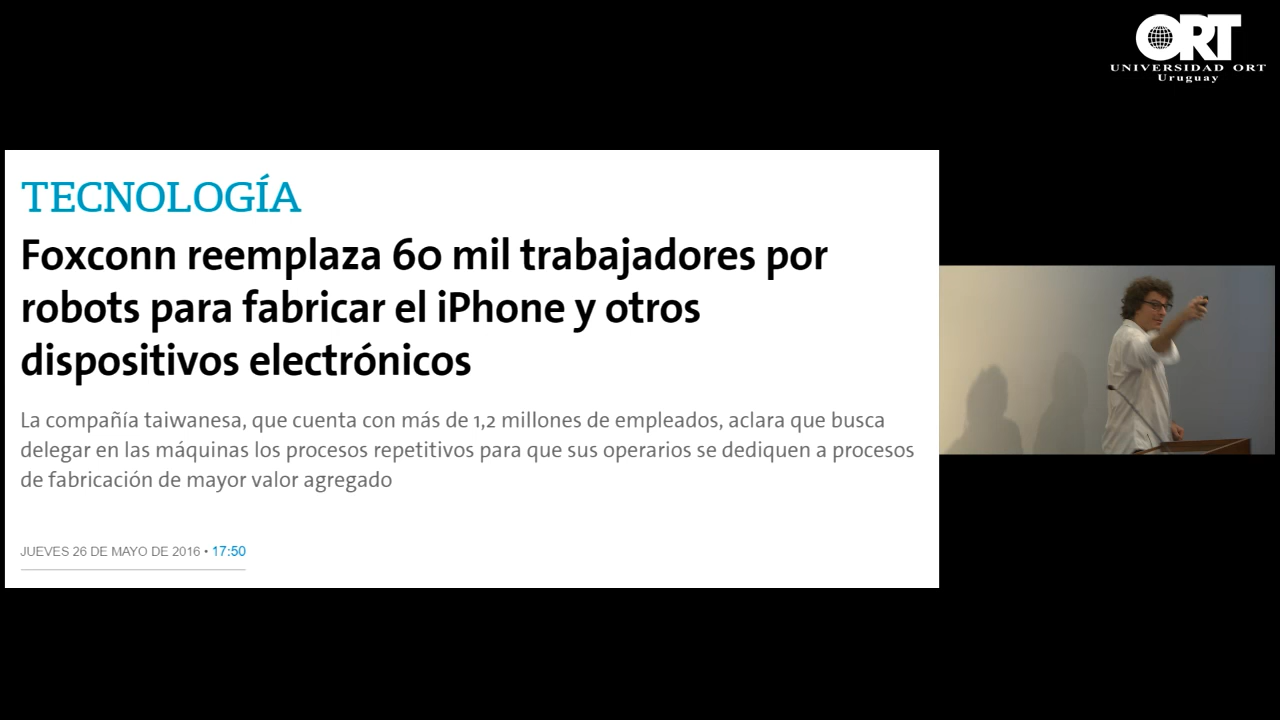 ORT
UNIVERSIDAD ORT
Uruguay
TECNOLOGÍA
Foxconn reemplaza 60 mil trabajadores por
robots para fabricar el iPhone y otros
dispositivos electrónicos
La compañía taiwanesa, que cuenta con más de 1,2 millones de empleados, aclara que busca
delegar en las máquinas los procesos repetitivos para que sus operarios se dediquen a procesos
de fabricación de mayor valor agregado
JUEVES 26 DE MAYO DE 2016 • 17:50